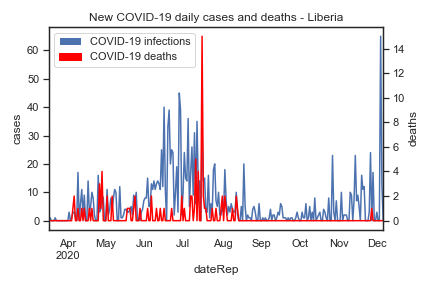 New COVID-19 daily cases and deaths - Liberia
COVID-19 infections
COVID-19 deaths
cases
60
50
40
30
20
10
0
deaths
14
12
10
8
6
4
2
0
Apr May Jun Jul Aug Sep Oct Nov Dec
2020
dateRep